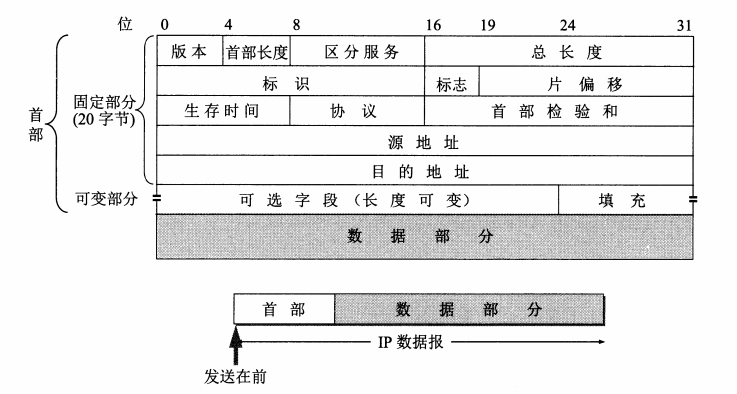 位 0 4 8 16 19 24 31
版本 首部长度 区分服务 总长度
标识 标志 片偏移
首部 固定部分 (20 字节) 生存时间 协议 首部检验和
源地址
目的地址
可变部分 可选字段（长度可变） 填充
数据部分
首部 数据部分
IP 数据报
发送在前